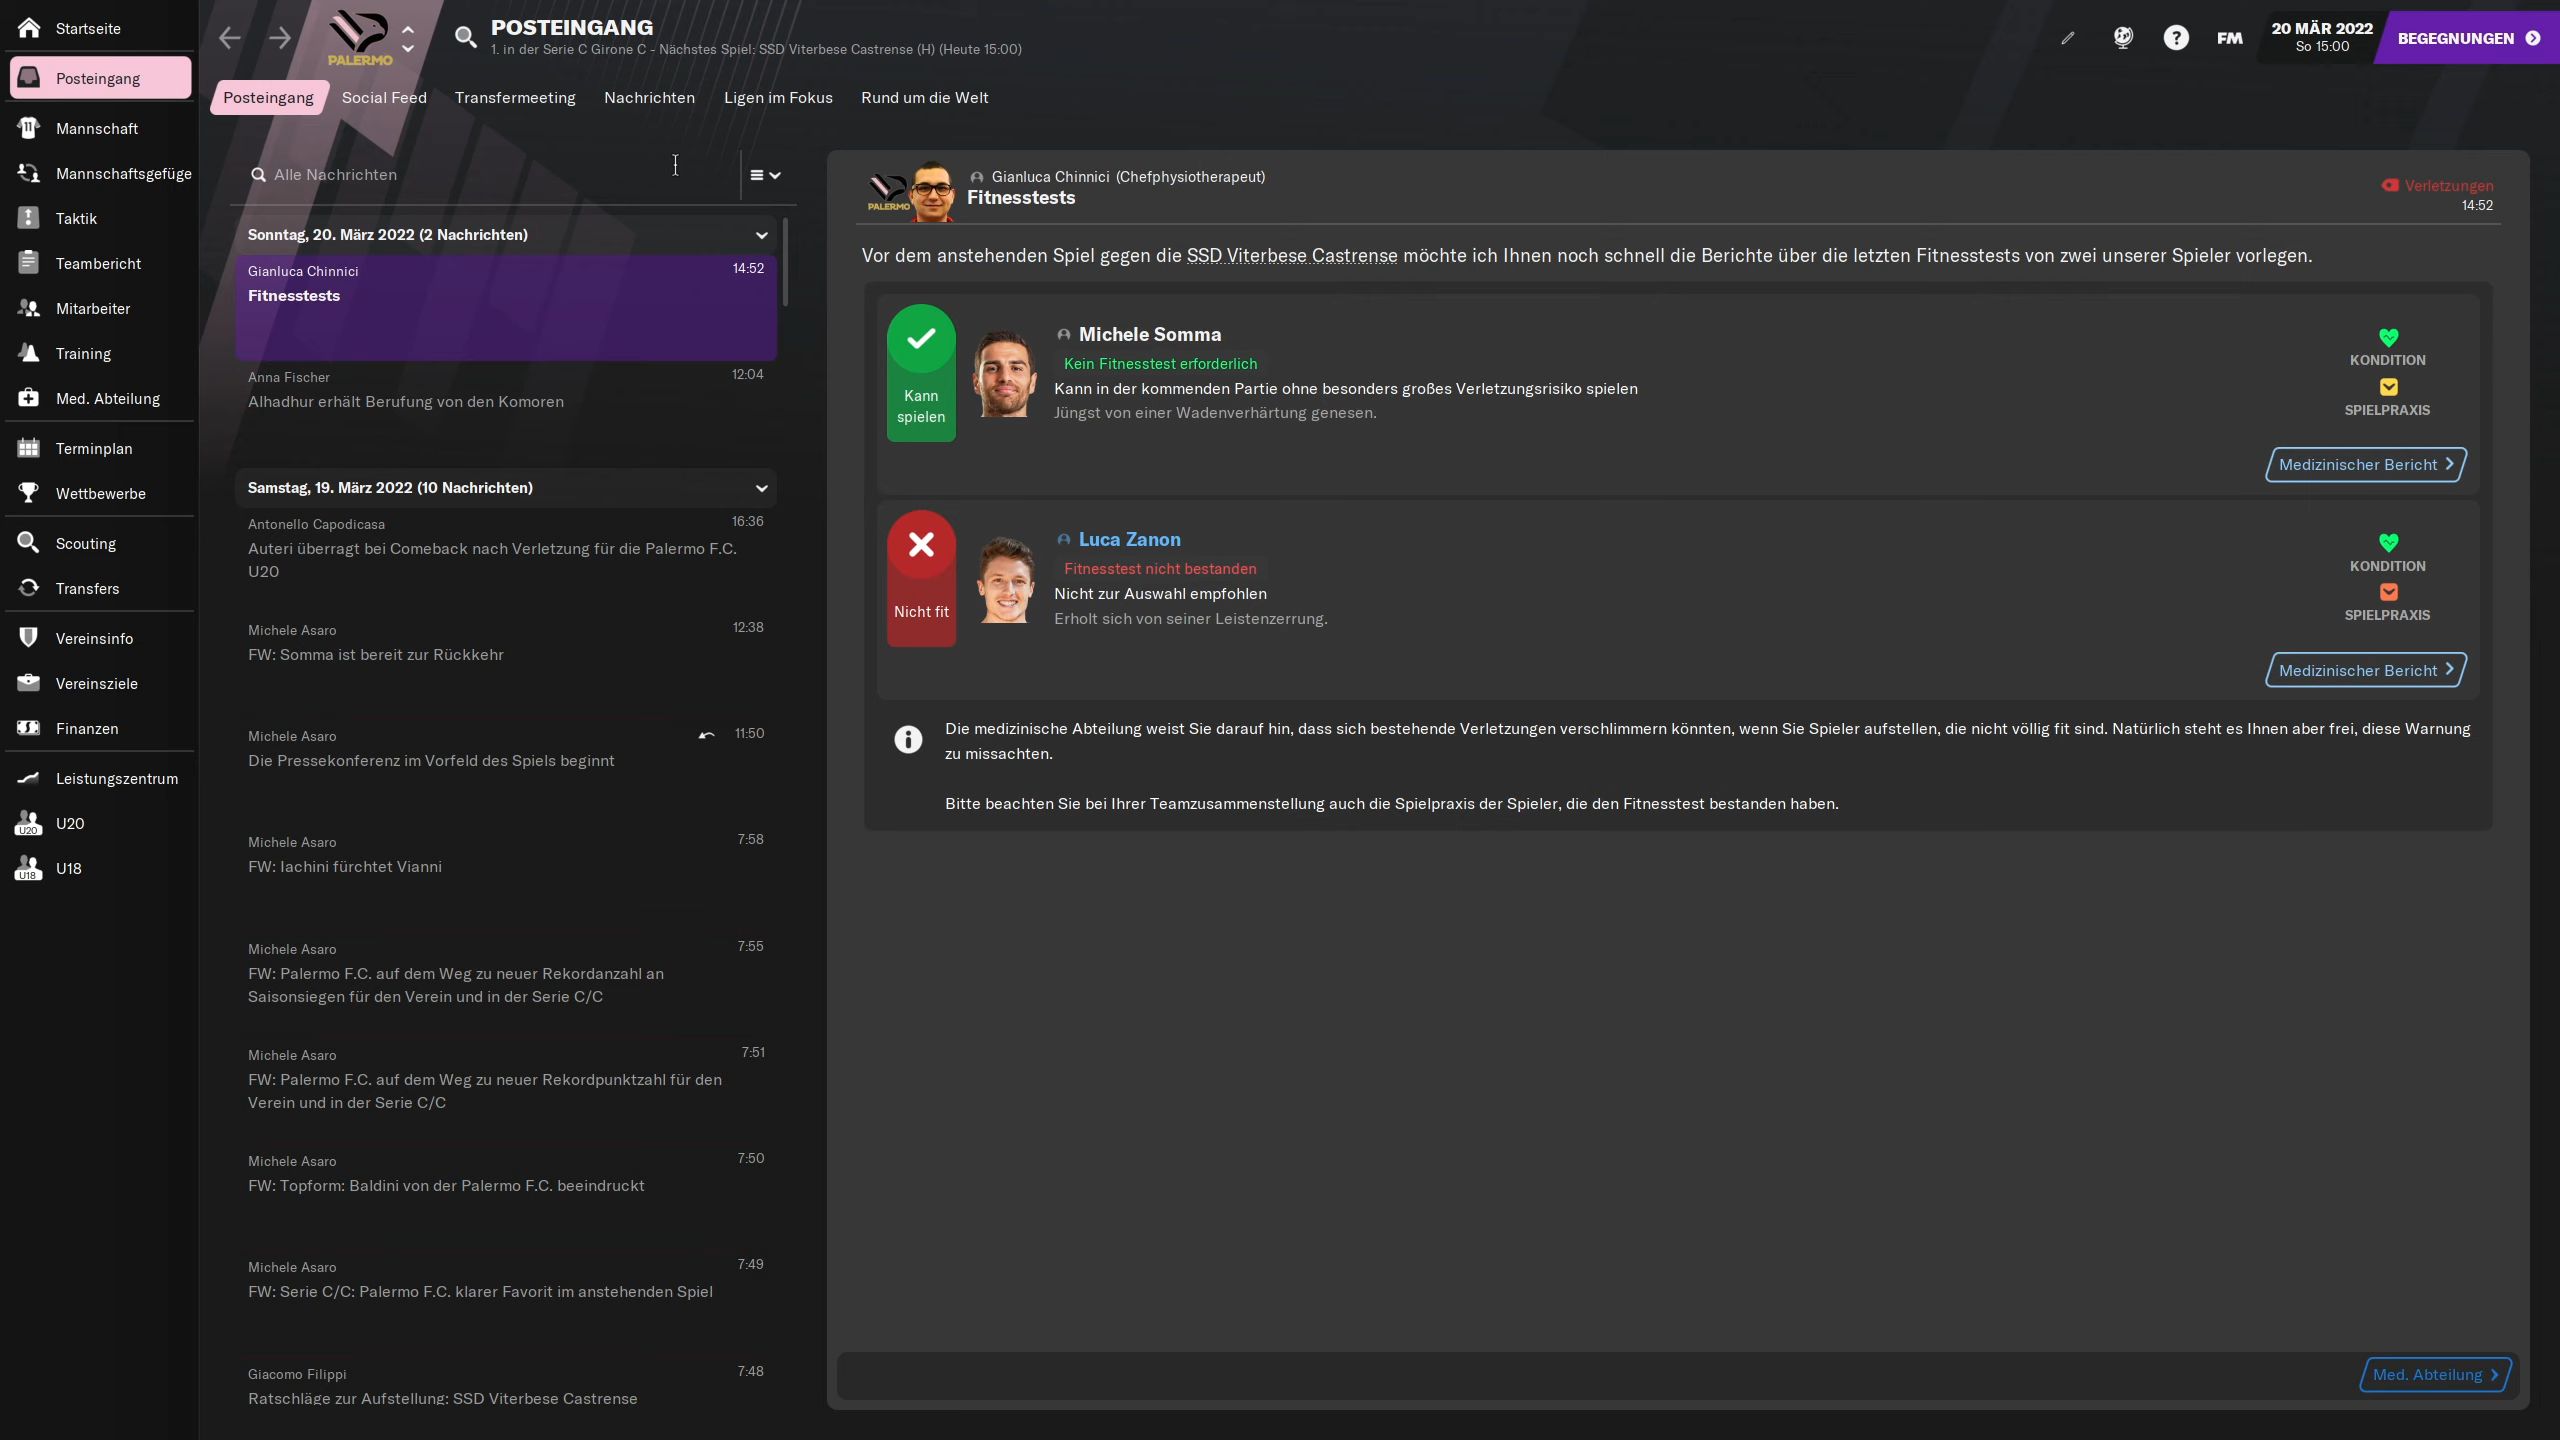 Startseite
Posteingang
Mannschaft
Mannschaftsgefüge
Taktik
Teambericht
Mitarbeiter
Training
Med. Abteilung
Terminplan
Wettbewerbe
Scouting
Transfers
Vereinsinfo
Vereinsziele
Finanzen
Leistungszentrum
U20
U20
U18
U18
PALERMO
POSTEINGANG
1. in der Serie C Girone C - Nächstes Spiel: SSD Viterbese Castrense (H) (Heute 15:00)
FM
20 MÄR 2022
So 15:00
BEGEGNUNGEN
Posteingang
Social Feed
Transfermeeting
Nachrichten
Ligen im Fokus
Rund um die Welt
Alle Nachrichten
Sonntag, 20. März 2022 (2 Nachrichten)
Gianluca Chinnici
14:52
Fitnesstests
Anna Fischer
12:04
Alhadhur erhält Berufung von den Komoren
Samstag, 19. März 2022 (10 Nachrichten)
Antonello Capodicasa
16:36
Auteri überragt bei Comeback nach Verletzung für die Palermo F.C.
U20
Michele Asaro
12:38
FW: Somma ist bereit zur Rückkehr
Michele Asaro
11:50
Die Pressekonferenz im Vorfeld des Spiels beginnt
Michele Asaro
7:58
FW: Iachini fürchtet Vianni
Michele Asaro
7:55
FW: Palermo F.C. auf dem Weg zu neuer Rekordanzahl an
Saisonsiegen für den Verein und in der Serie C/C
Michele Asaro
7:51
FW: Palermo F.C. auf dem Weg zu neuer Rekordpunktzahl für den
Verein und in der Serie C/C
Michele Asaro
7:50
FW: Topform: Baldini von der Palermo F.C. beeindruckt
Michele Asaro
7:49
FW: Serie C/C: Palermo F.C. klarer Favorit im anstehenden Spiel
Giacomo Filippi
7:48
Ratschläge zur Aufstellung: SSD Viterbese Castrense
PALERMO
Gianluca Chinnici (Chefphysiotherapeut)
Fitnesstests
Verletzungen
14:52
Vor dem anstehenden Spiel gegen die SSD Viterbese Castrense möchte ich Ihnen noch schnell die Berichte über die letzten Fitnesstests von zwei unserer Spieler vorlegen.
Kann
spielen
Michele Somma
Kein Fitnesstest erforderlich
Kann in der kommenden Partie ohne besonders großes Verletzungsrisiko spielen
Jüngst von einer Wadenverhärtung genesen.
KONDITION
SPIELPRAXIS
Medizinischer Bericht
Nicht fit
Luca Zanon
Fitnesstest nicht bestanden
Nicht zur Auswahl empfohlen
Erholt sich von seiner Leistenzerrung.
KONDITION
SPIELPRAXIS
Medizinischer Bericht
Die medizinische Abteilung weist Sie darauf hin, dass sich bestehende Verletzungen verschlimmern könnten, wenn Sie Spieler aufstellen, die nicht völlig fit sind. Natürlich steht es Ihnen aber frei, diese Warnung
zu missachten.
Bitte beachten Sie bei Ihrer Teamzusammenstellung auch die Spielpraxis der Spieler, die den Fitnesstest bestanden haben.
Med. Abteilung